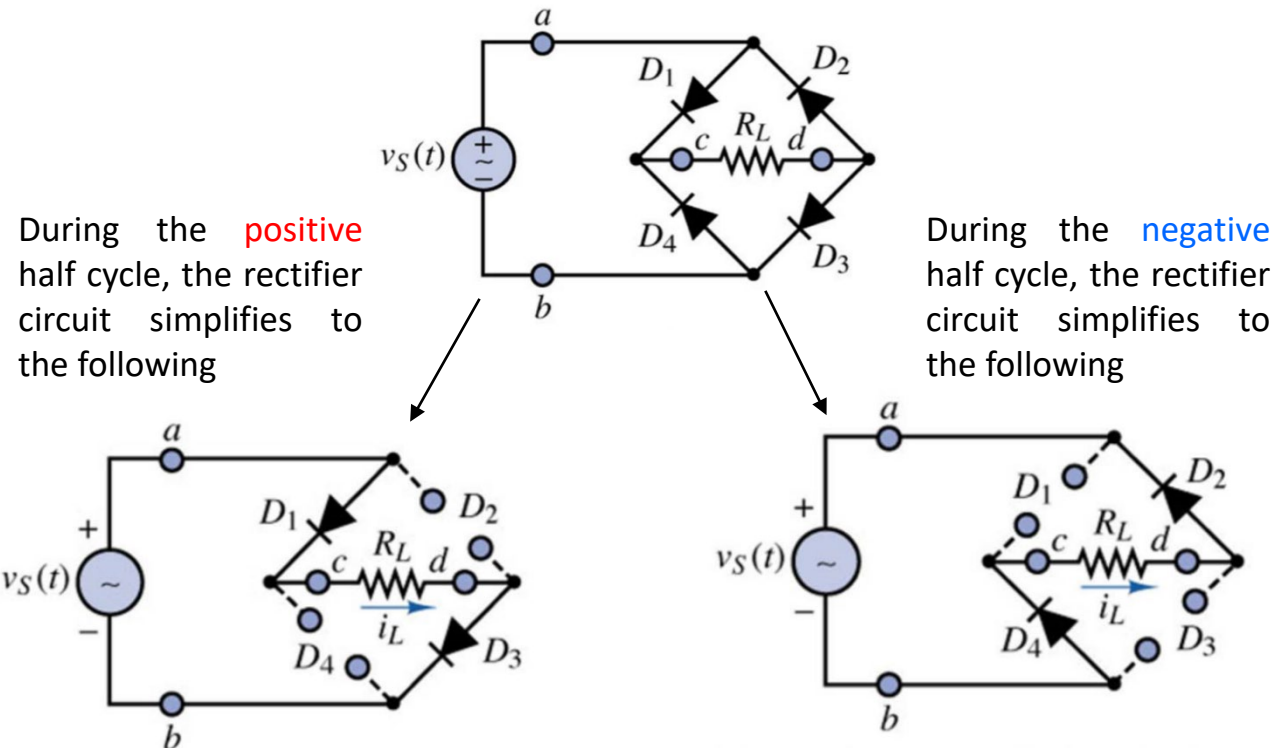 a
D1
D2
RL
c
d
vS(t)
+
~
−
D4
D3
b
During the positive
half cycle, the rectifier
circuit simplifies to
the following
During the negative
half cycle, the rectifier
circuit simplifies to
the following
a
D1
D2
+
RL
c
d
vS(t)
~
iL
−
D4
D3
b
a
D2
D1
+
RL
c
d
vS(t)
~
iL
−
D4
D3
b